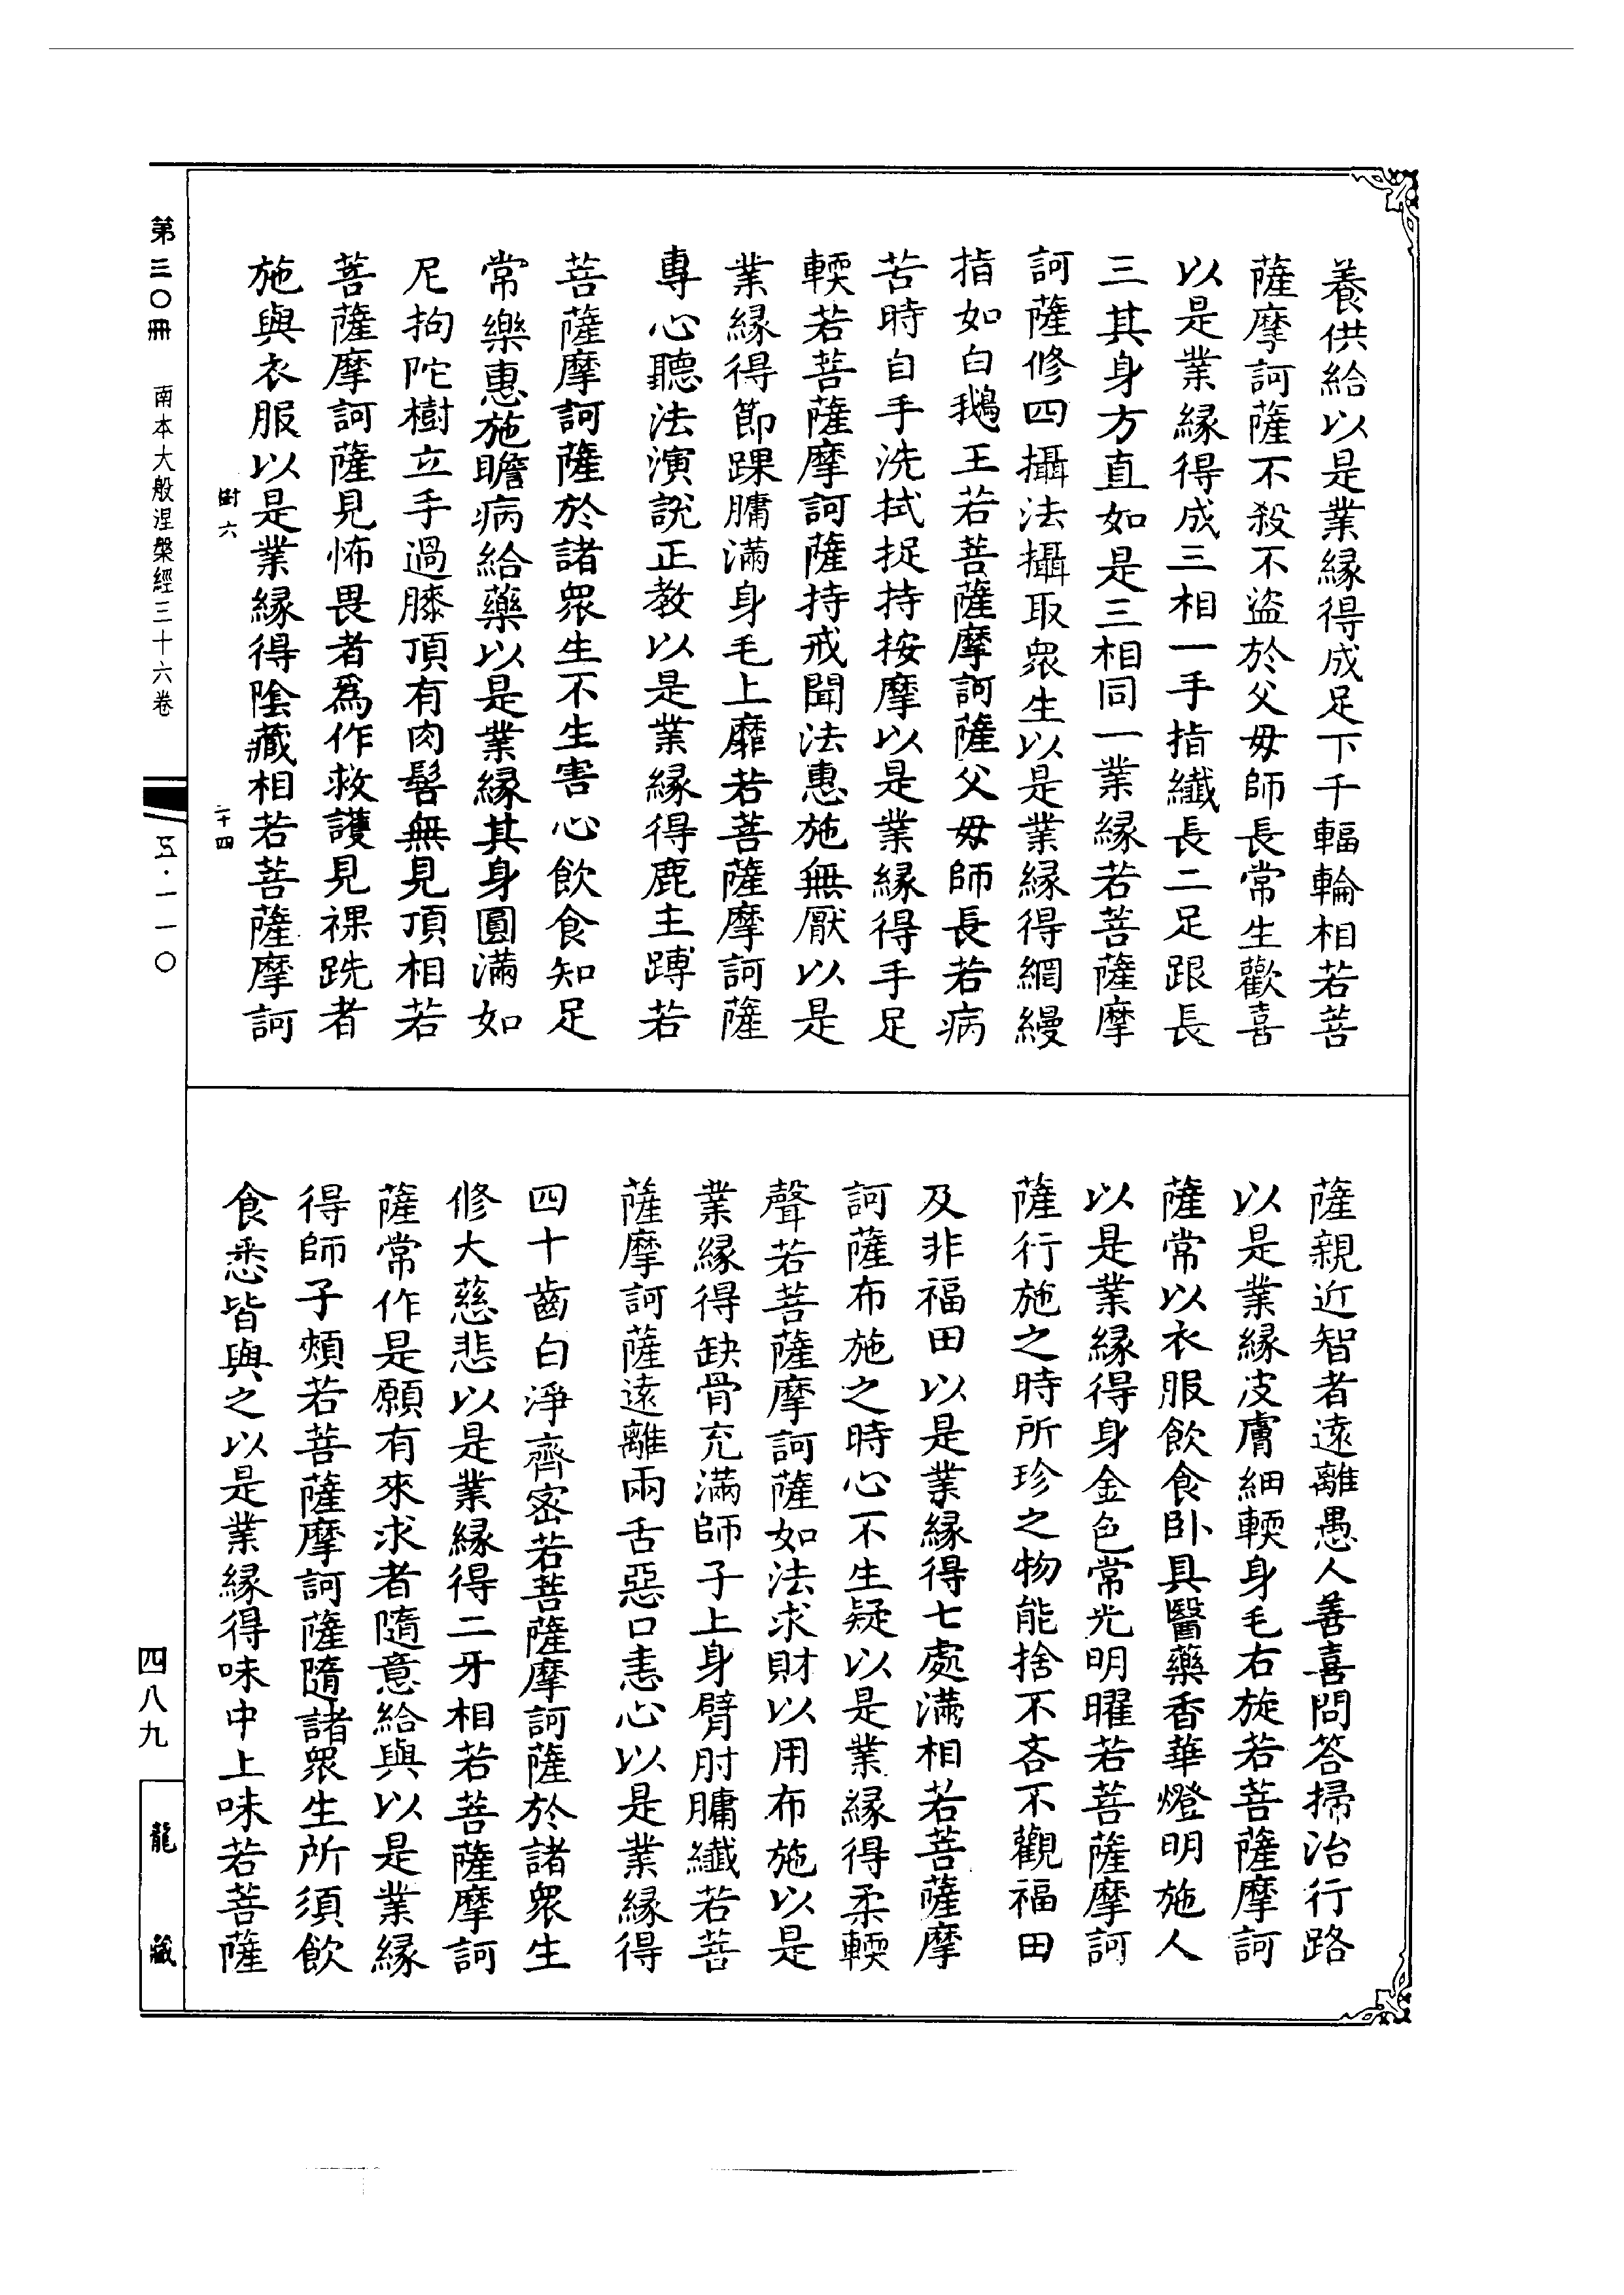 養供給以是業緣得成足下千輻輪相若菩
薩摩訶薩不殺不盜於父母師長常生歡喜
以是業緣得成三相一手指纖長二足跟長
三其身方直如是三相同一業緣若菩薩摩
訶薩修四攝法攝取衆生以是業緣得網縵
指如白鵝王若菩薩摩訶薩父母師長若病
苦時自手洗拭捉持按摩以是業緣得手足
輭若菩薩摩訶薩持戒聞法惠施無厭以是
業緣得節踝𦟛滿身毛上靡若菩薩摩訶薩
專心聽法演說正教以是業緣得鹿王𨄔若
菩薩摩訶薩於諸衆生不生害心飲食知足
常樂惠施瞻病給藥以是業緣其身圓滿如
尼拘陀樹立手過膝頂有肉髻無見頂相若
菩薩摩訶薩見怖畏者爲作救護見裸跣者
施與衣服以是業緣得陰藏相若菩薩摩訶
薩親近智者遠離愚人善喜問答掃治行路
以是業緣皮膚細輭身毛右旋若菩薩摩訶
薩常以衣服飲食卧具醫藥香華燈明施人
以是業緣得身金色常光明曜若菩薩摩訶
薩行施之時所珍之物能捨不吝不觀福田
及非福田以是業緣得七處滿相若菩薩摩
訶薩布施之時心不生疑以是業緣得柔輭
聲若菩薩摩訶薩如法求財以用布施以是
業緣得缺骨充滿師子上身臂肘𦟛纖若菩
薩摩訶薩遠離兩舌惡口恚心以是業緣得
四十齒白淨齊密若菩薩摩訶薩於諸衆生
修大慈悲以是業緣得二牙相若菩薩摩訶
薩常作是願有來求者隨意給與以是業緣
得師子頰若菩薩摩訶薩隨諸衆生所須飲
食悉皆與之以是業緣得味中上味若菩薩
尌六
二十四
第三〇冊
南本大般涅槃經三十六卷
五·一一〇
四八九
龍藏